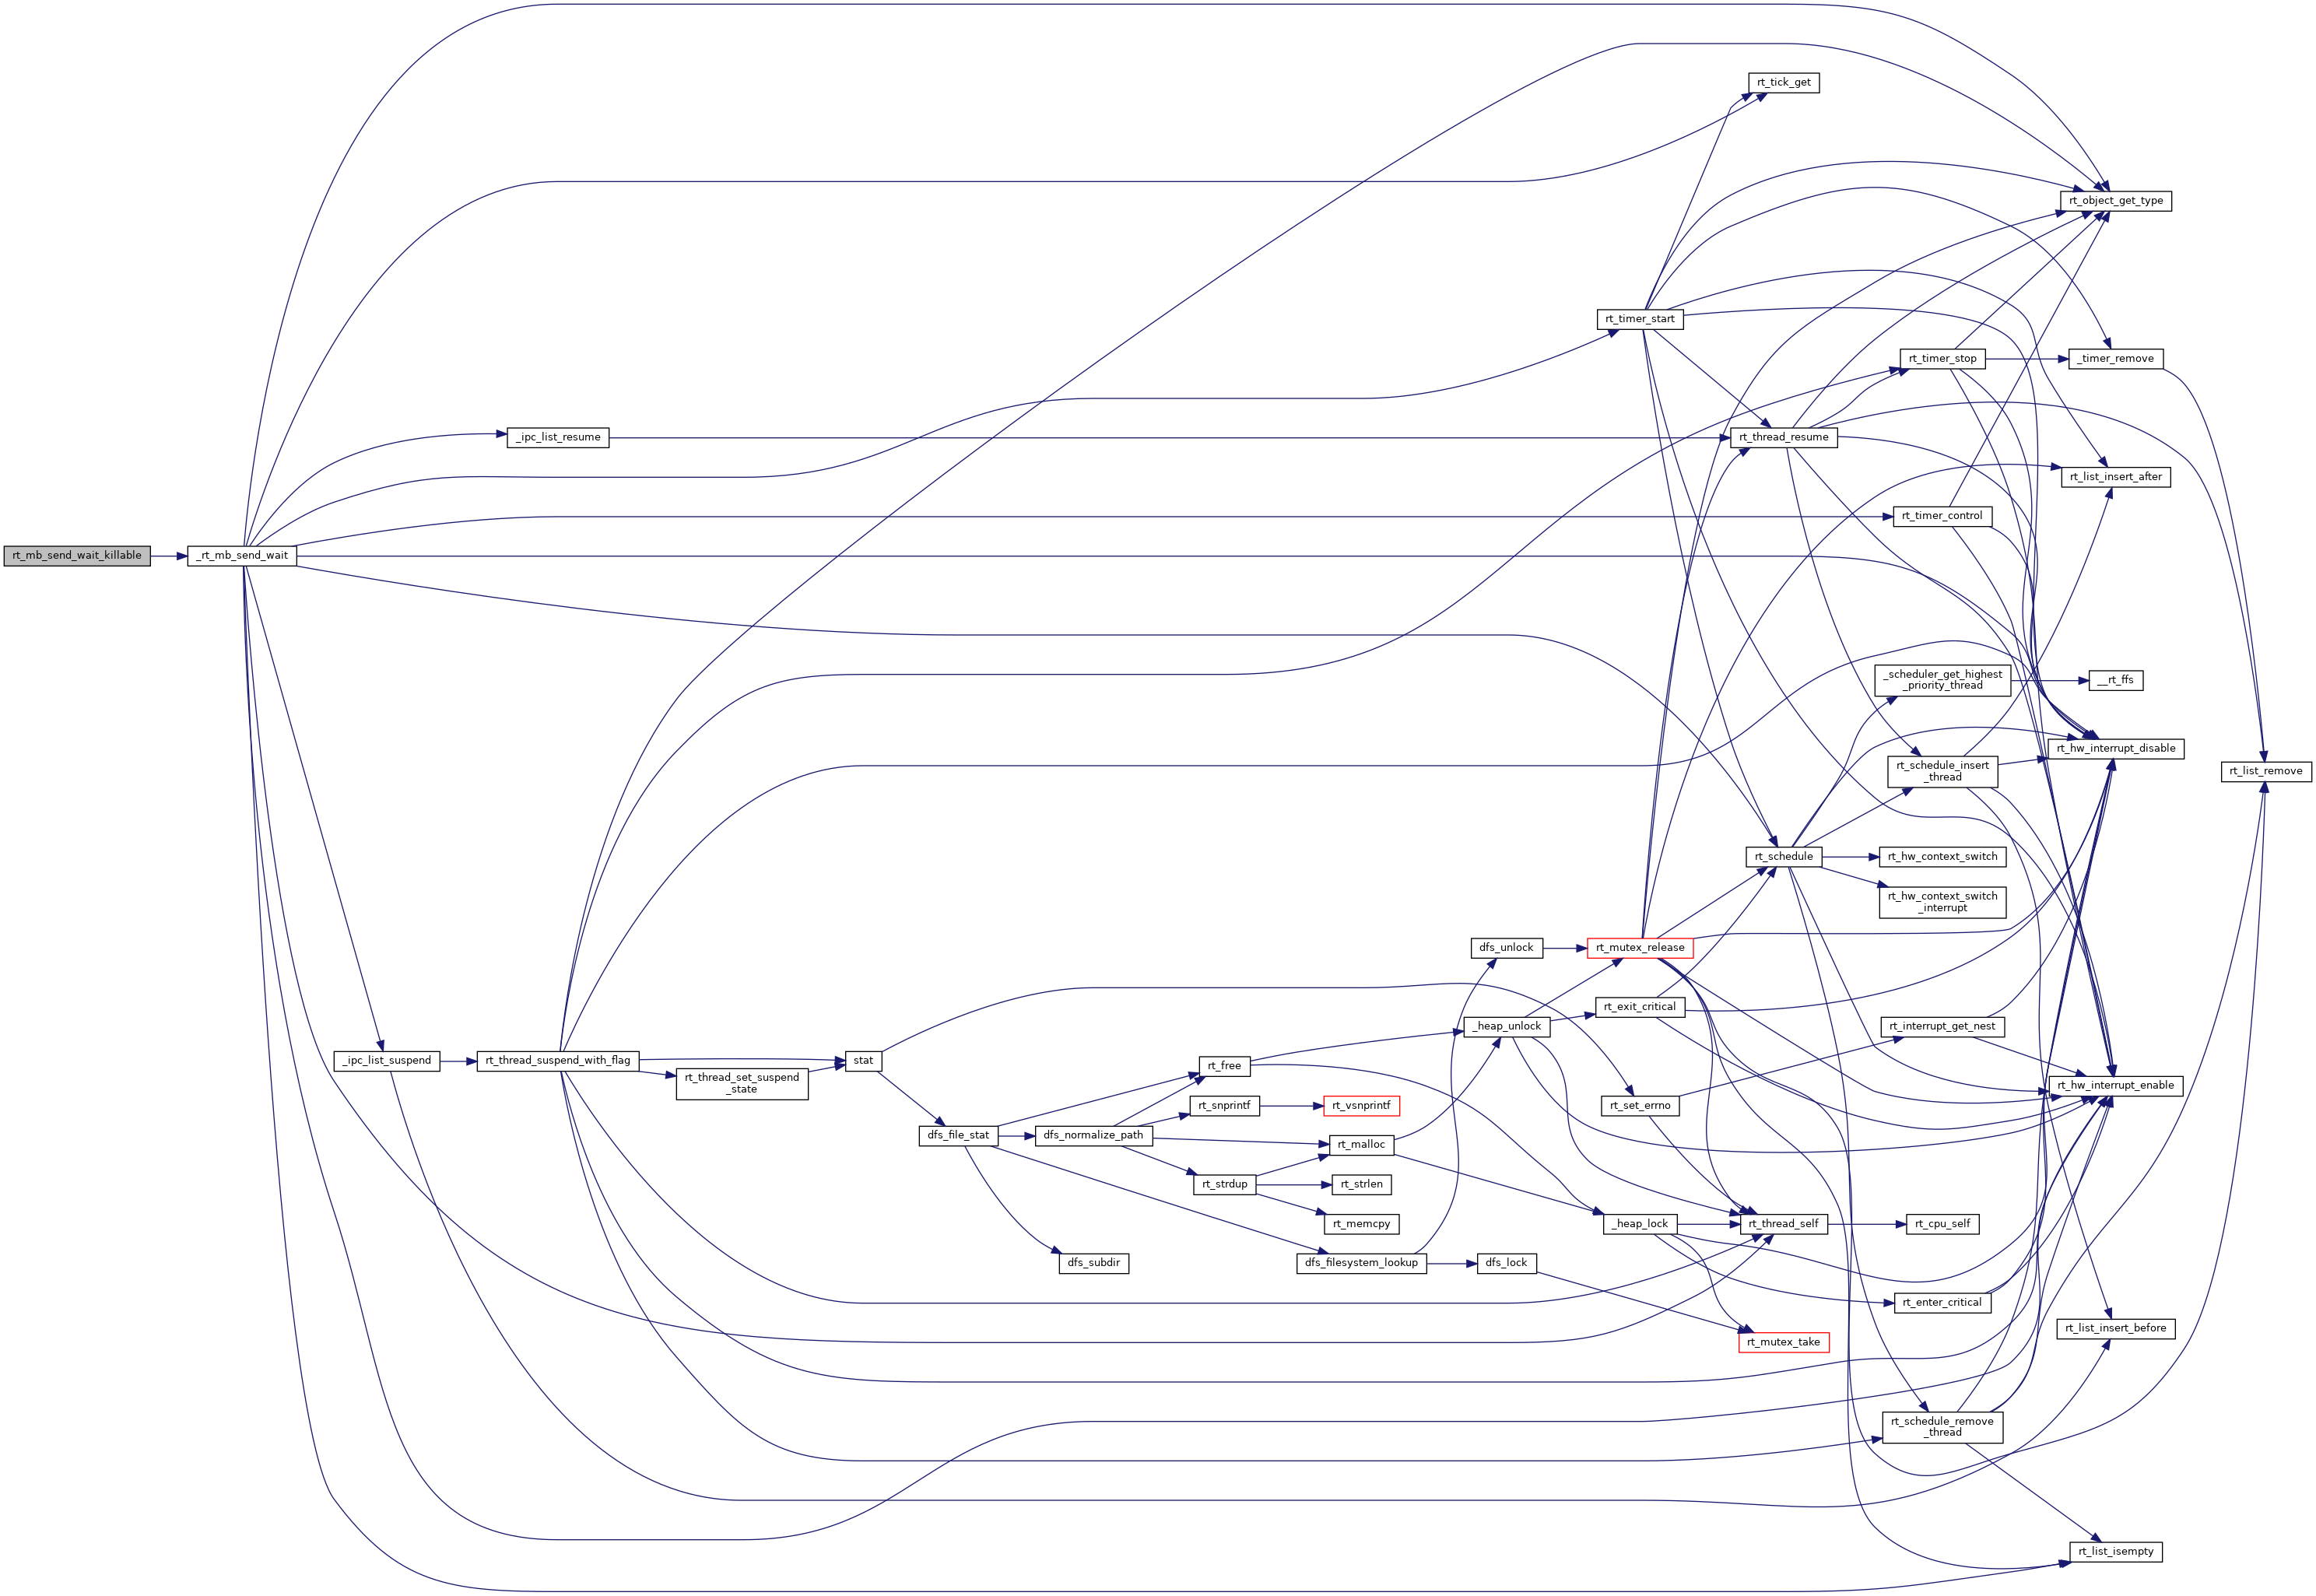 rt_tick_get
rt_object_get_type
rt_timer_start
rt_timer_stop
_timer_remove
_ipc_list_resume
rt_thread_resume
rt_list_insert_after
rt_timer_control
rt_mb_send_wait_killable
_rt_mb_send_wait
_scheduler_get_highest
_priority_thread
__rt_ffs
rt_hw_interrupt_disable
rt_schedule_insert
_thread
rt_list_remove
rt_schedule
rt_hw_context_switch
rt_hw_context_switch
_interrupt
dfs_unlock
rt_mutex_release
rt_exit_critical
_heap_unlock
rt_interrupt_get_nest
_ipc_list_suspend
rt_thread_suspend_with_flag
stat
rt_free
rt_thread_set_suspend
_state
rt_hw_interrupt_enable
rt_snprintf
rt_vsnprintf
rt_set_errno
dfs_file_stat
dfs_normalize_path
rt_malloc
rt_strdup
rt_strlen
rt_memcpy
_heap_lock
rt_thread_self
rt_cpu_self
dfs_subdir
dfs_filesystem_lookup
dfs_lock
rt_enter_critical
rt_list_insert_before
rt_mutex_take
rt_schedule_remove
_thread
rt_list_isempty